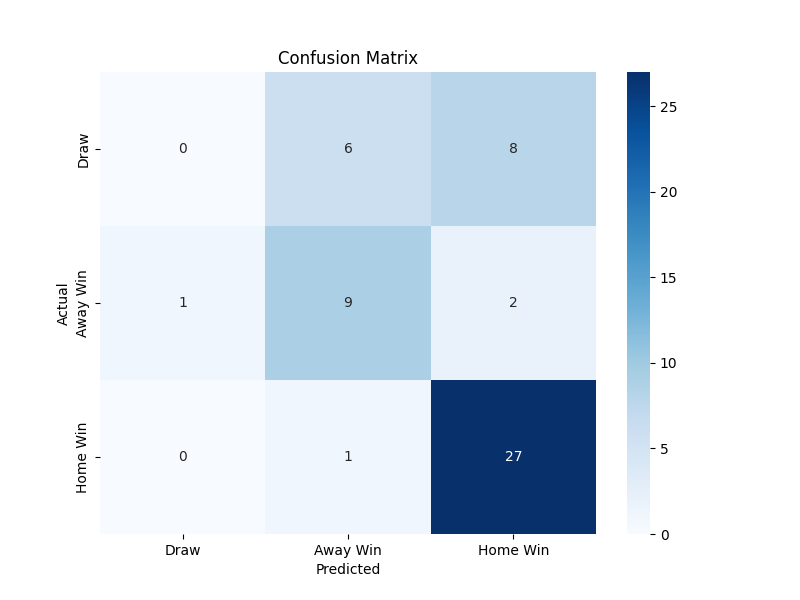 Confusion Matrix
Actual
Draw
0 6 8
Away Win
1 9 2
Home Win
0 1 27
Draw Away Win Home Win
Predicted
25
20
15
10
5
0